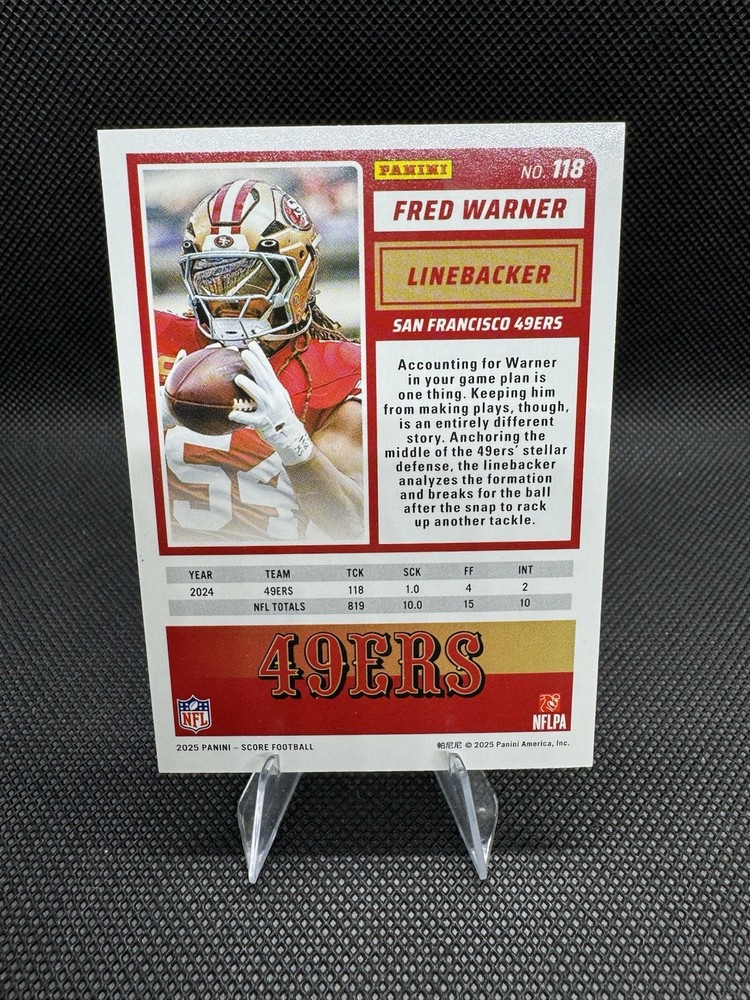 PANINI
NO. 118
FRED WARNER
LINEBACKER
SAN FRANCISCO 49ERS
Accounting for Warner
in your game plan is
one thing. Keeping him
from making plays, though,
is an entirely different
story. Anchoring the
middle of the 49ers' stellar
defense, the linebacker
analyzes the formation
and breaks for the ball
after the snap to rack
up another tackle.
54
YEAR TEAM TCK SCK FF INT
2024 49ERS 118 1.0 4 2
NFL TOTALS 819 10.0 15 10
49ERS
NFL
NFLPA
2025 PANINI – SCORE FOOTBALL
帕尼尼 © 2025 Panini America, Inc.